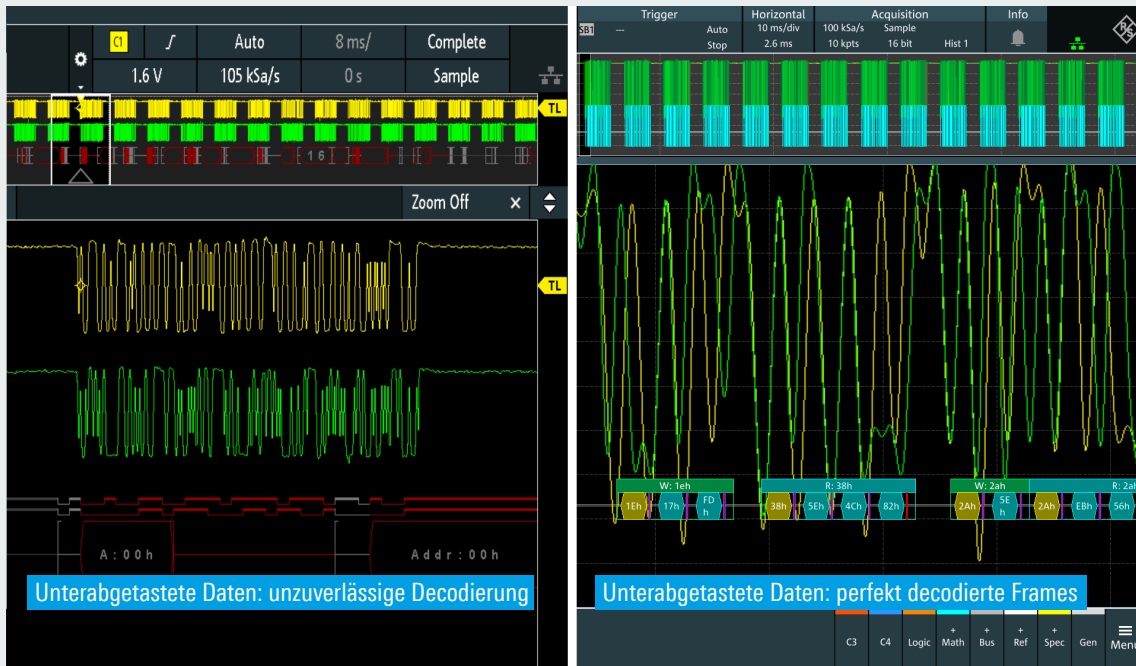 C1 Auto 8 ms/ Complete
1.6 V 105 kSa/s 0 s Sample
TL
16
Zoom Off ×
TL
A:00h Addr:00h
Unterabgetastete Daten: unzuverlässige Decodierung
Trigger Horizontal Acquisition Info
SB1 --- Auto 10 ms/div 100 kSa/s Sample
Stop 2.6 ms 10 kpts 16 bit Hist 1
R&S
W: 1eh R: 38h W: 2ah R: 2ah
1Eh 17h FDh 38h 5Eh 4Ch 82h 2Ah 5Eh 2Ah EBh 56h
Unterabgetastete Daten: perfekt decodierte Frames
C3 C4 Logic + Math + Bus + Ref + Spec Gen Menu